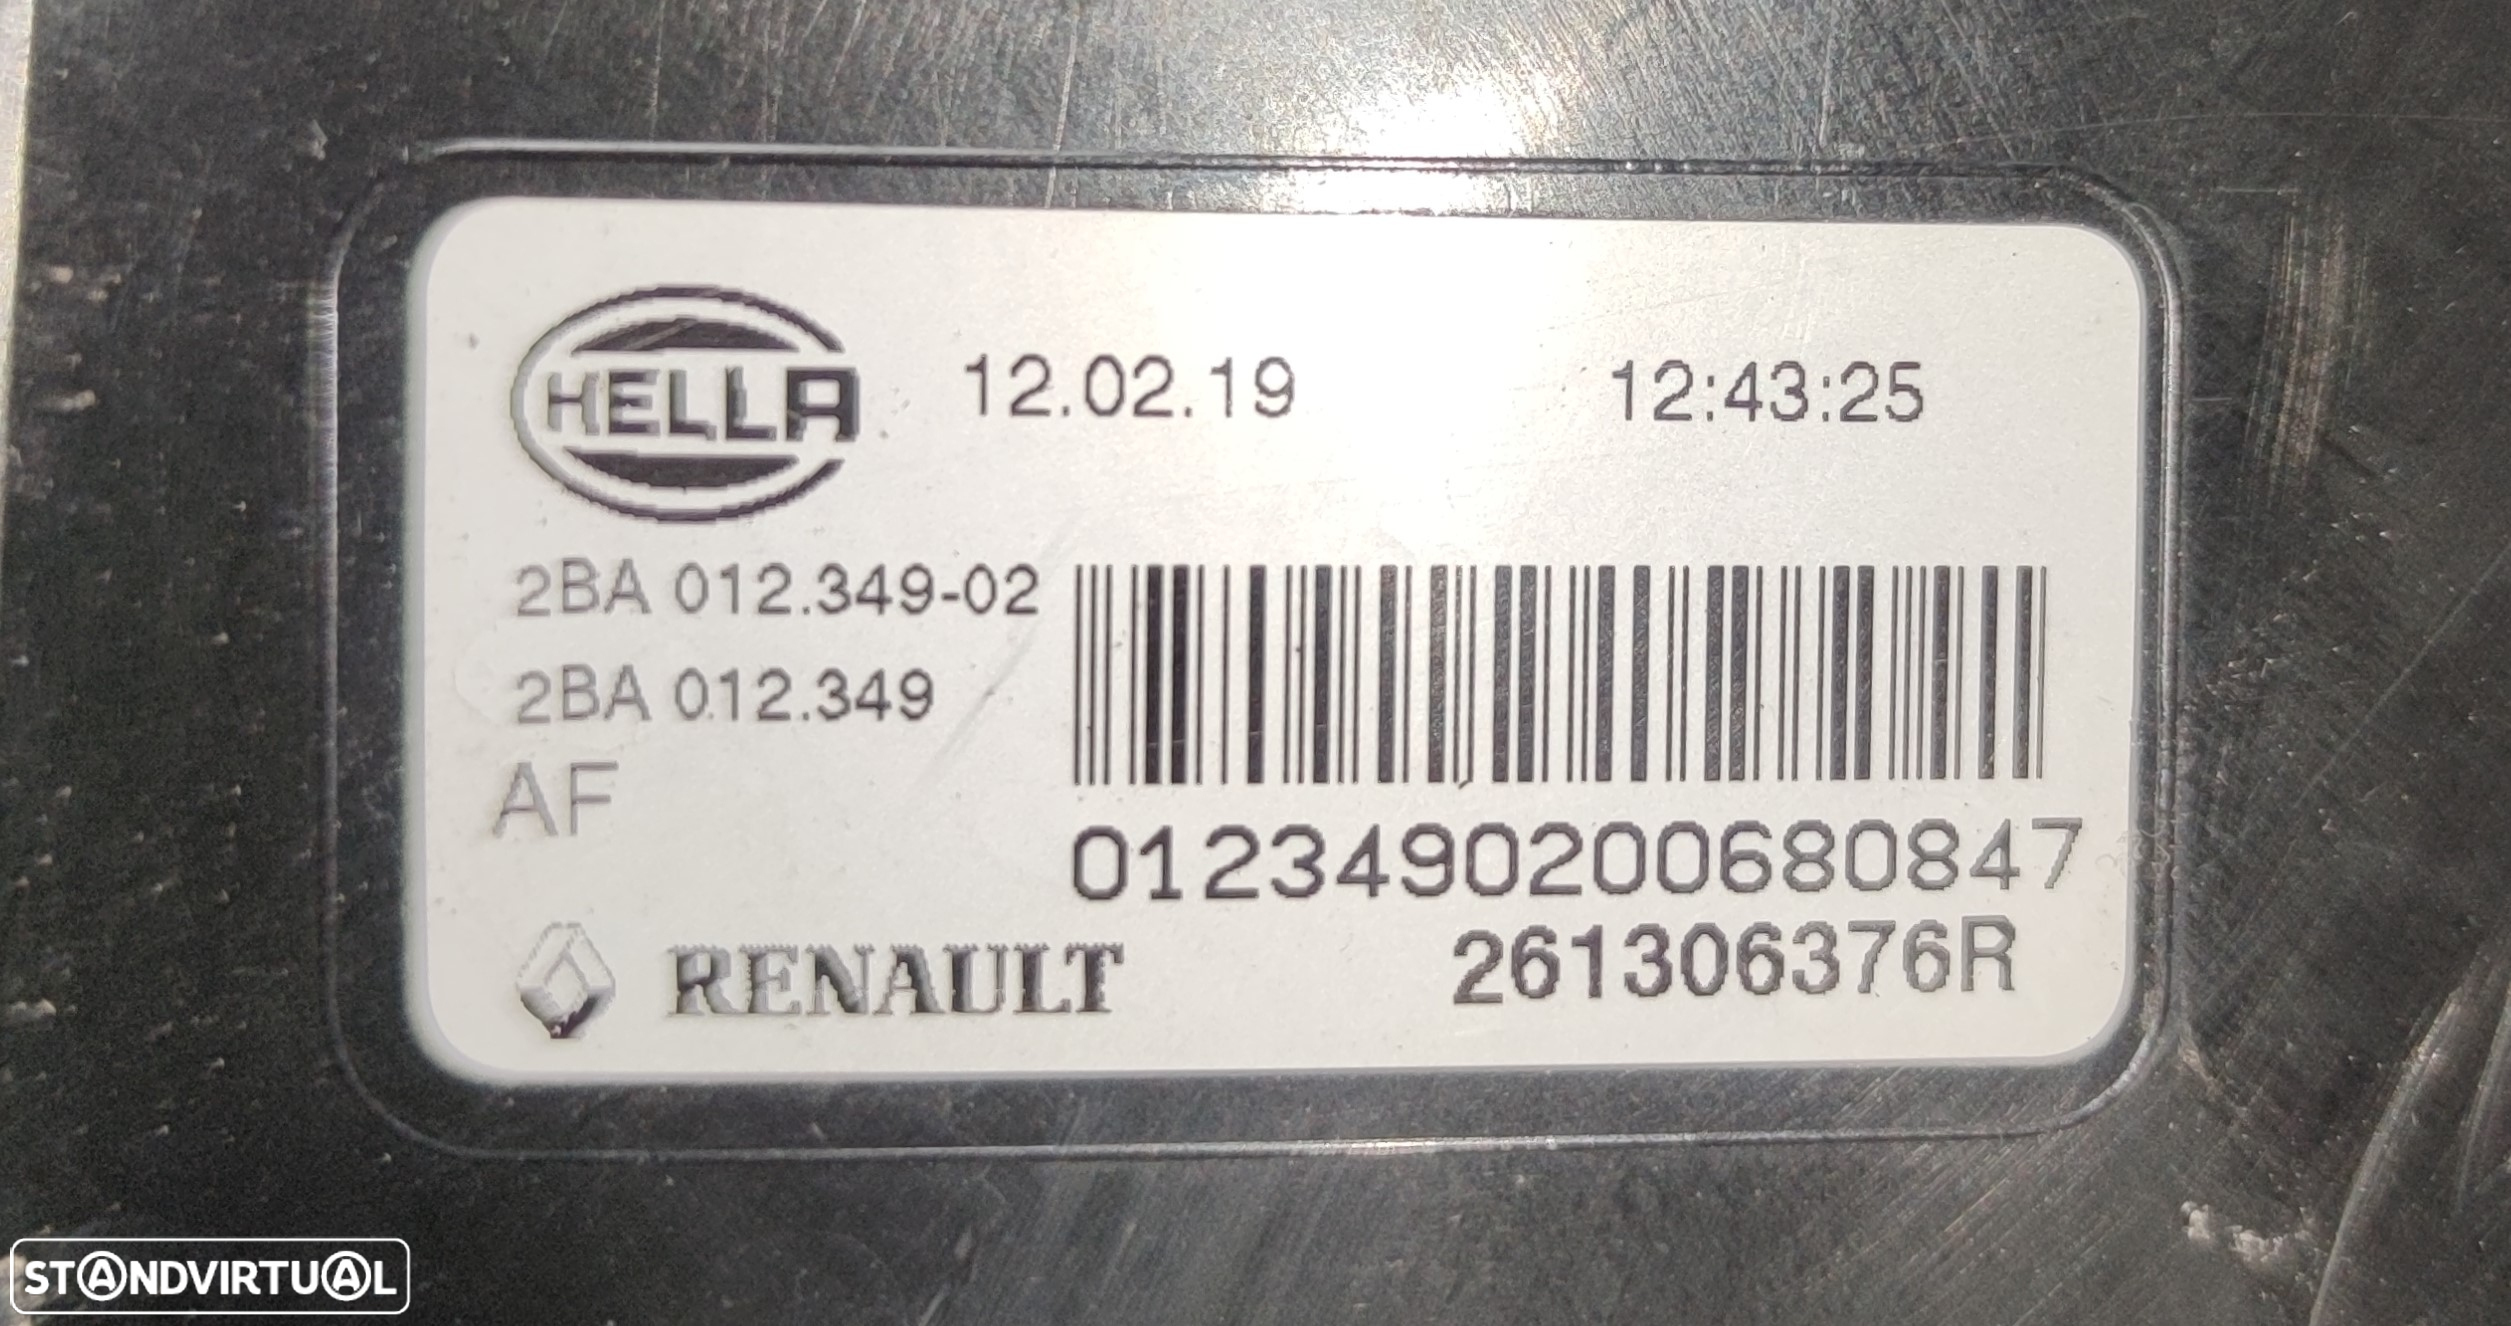 HELLA 12.02.19 12:43:25
2BA 012.349-02
2BA 012.349
AF
0123490200680847
RENAULT 261306376R
STANDVIRTUAL